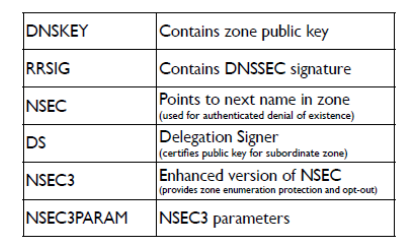 DNSKEY Contains zone public key
RRSIG Contains DNSSEC signature
NSEC Points to next name in zone
(used for authenticated denial of existence)
DS Delegation Signer
(certifies public key for subordinate zone)
NSEC3 Enhanced version of NSEC
(provides zone enumeration protection and opt-out)
NSEC3PARAM NSEC3 parameters